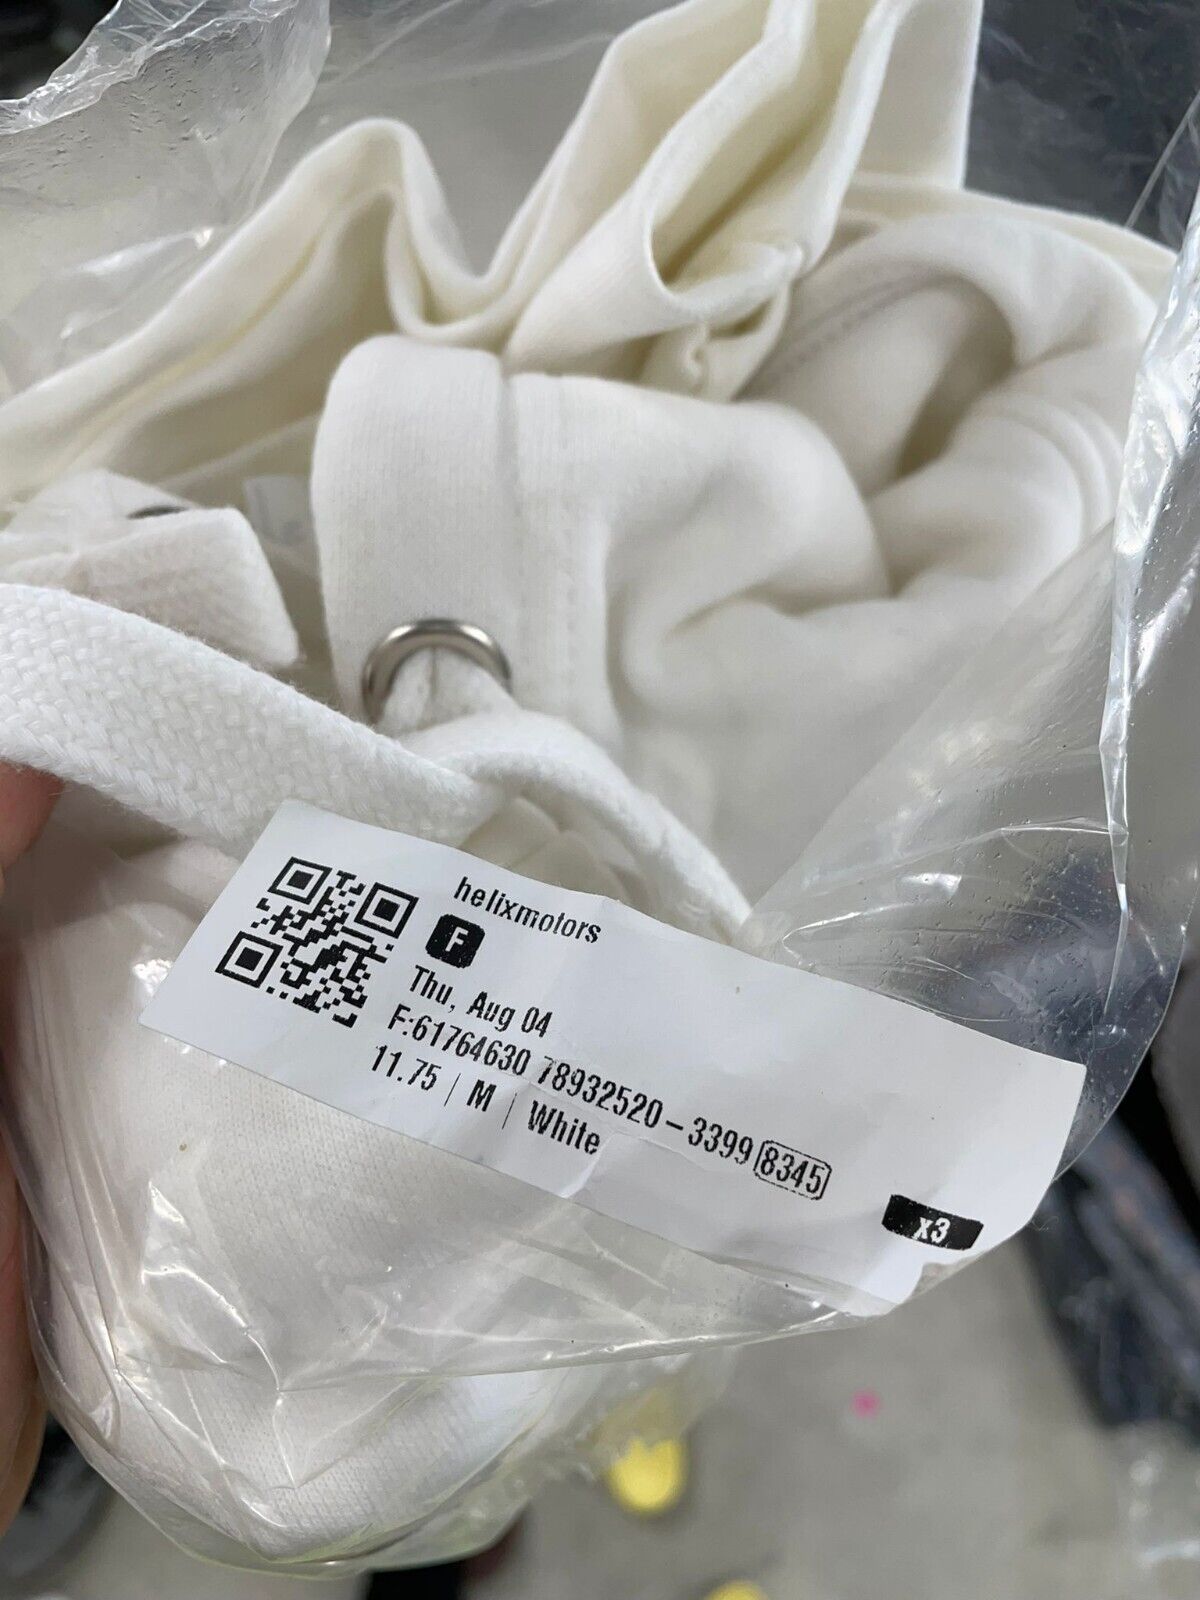 helixmotors
F
Thu, Aug 04
F:61764630 78932520-3399 8345
11.75 | M | White
x3